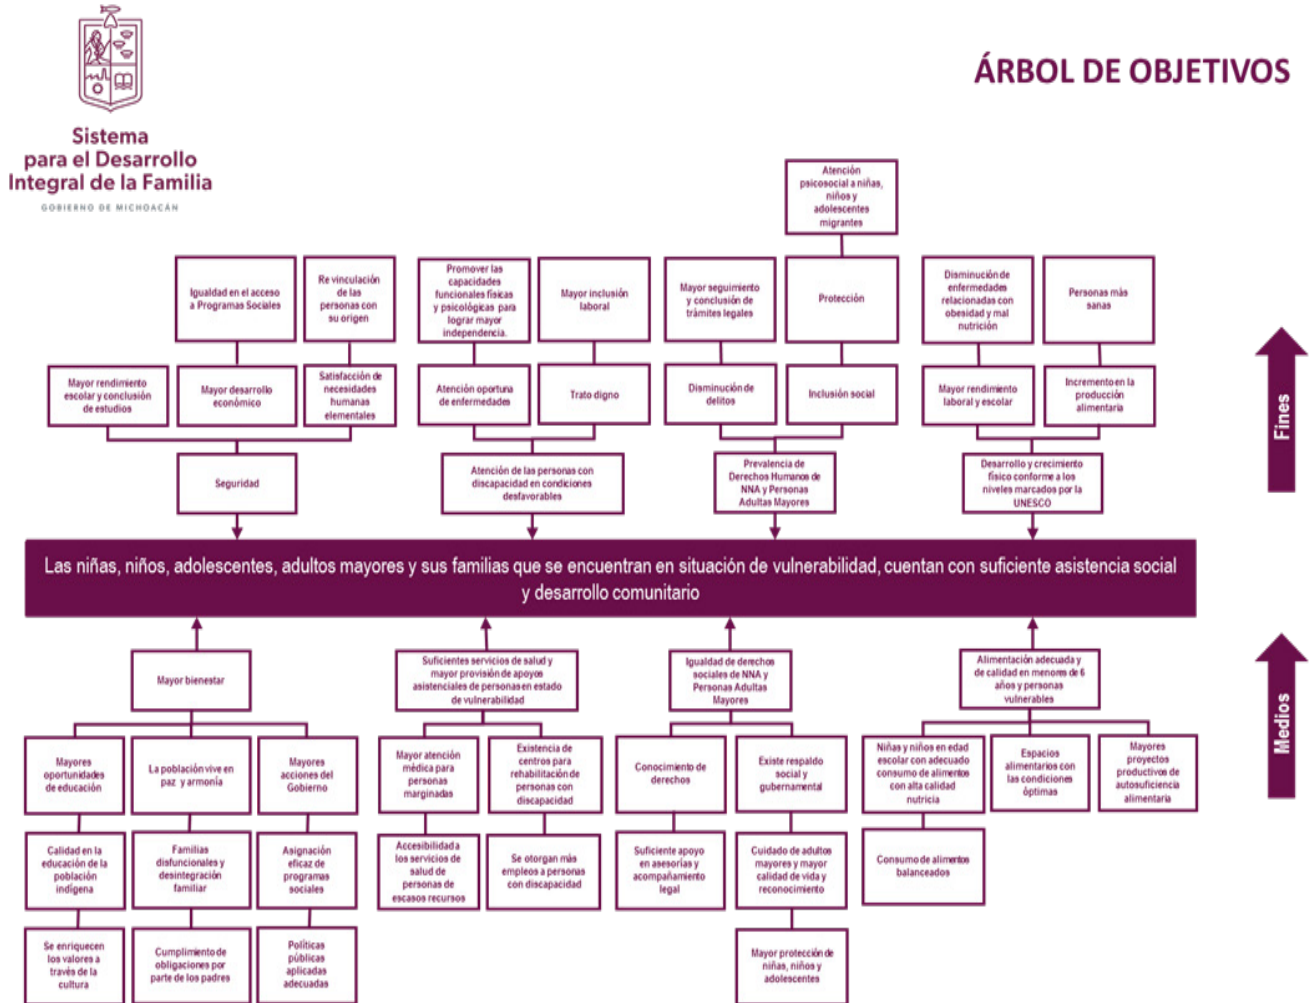 ÁRBOL DE OBJETIVOS
Sistema
para el Desarrollo
Integral de la Familia
GOBIERNO DE MICHOACÁN
Atención
psicosocial a niñas,
niños y
adolescentes
migrantes
Igualdad en el acceso
a Programas Sociales
Re vinculación
de las
personas con
su origen
Promover las
capacidades
funcionales físicas
y psicológicas para
lograr mayor
independencia.
Mayor inclusión
laboral
Mayor seguimiento
y conclusión de
trámites legales
Protección
Disminución de
enfermedades
relacionadas con
obesidad y mal
nutrición
Personas más
sanas
Mayor rendimiento
escolar y conclusión
de estudios
Mayor desarrollo
económico
Satisfacción de
necesidades
humanas
elementales
Atención oportuna
de enfermedades
Trato digno
Disminución de
delitos
Inclusión social
Mayor rendimiento
laboral y escolar
Incremento en la
producción
alimentaria
Fines
Seguridad
Atención de las personas con
discapacidad en condiciones
desfavorables
Prevalencia de
Derechos Humanos de
NNA y Personas
Adultas Mayores
Desarrollo y crecimiento
físico conforme a los
niveles marcados por la
UNESCO
Las niñas, niños, adolescentes, adultos mayores y sus familias que se encuentran en situación de vulnerabilidad, cuentan con suficiente asistencia social
y desarrollo comunitario
Mayor bienestar
Suficientes servicios de salud y
mayor provisión de apoyos
asistenciales de personas en estado
de vulnerabilidad
Igualdad de derechos
sociales de NNA y
Personas Adultas
Mayores
Alimentación adecuada y
de calidad en menores de 6
años y personas
vulnerables
Medios
Mayores
oportunidades
de educación
La población vive en
paz y armonía
Mayores
acciones del
Gobierno
Mayor atención
médica para
personas
marginadas
Existencia de
centros para
rehabilitación de
personas con
discapacidad
Conocimiento de
derechos
Existe respaldo
social y
gubernamental
Niñas y niños en edad
escolar con adecuado
consumo de alimentos
con alta calidad
nutricia
Espacios
alimentarios con
las condiciones
óptimas
Mayores
proyectos
productivos de
autosuficiencia
alimentaria
Calidad en la
educación de la
población
indígena
Familias
disfuncionales y
desintegración
familiar
Asignación
eficaz de
programas
sociales
Accesibilidad a
los servicios de
salud de
personas de
escasos recursos
Se otorgan más
empleos a personas
con discapacidad
Suficiente apoyo
en asesorías y
acompañamiento
legal
Cuidado de adultos
mayores y mayor
calidad de vida y
reconocimiento
Consumo de alimentos
balanceados
Se enriquecen
los valores a
través de la
cultura
Cumplimiento de
obligaciones por
parte de los padres
Políticas
públicas
aplicadas
adecuadas
Mayor protección de
niñas, niños y
adolescentes